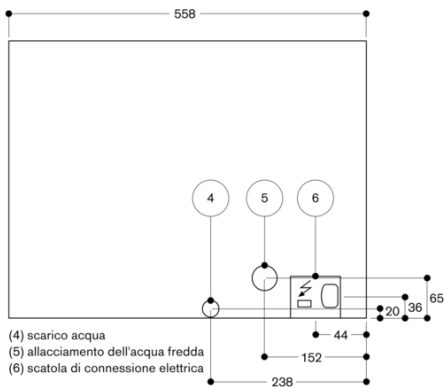 558
4 5 6
65
36
20
44
152
238
(4) scarico acqua
(5) allacciamento dell'acqua fredda
(6) scatola di connessione elettrica